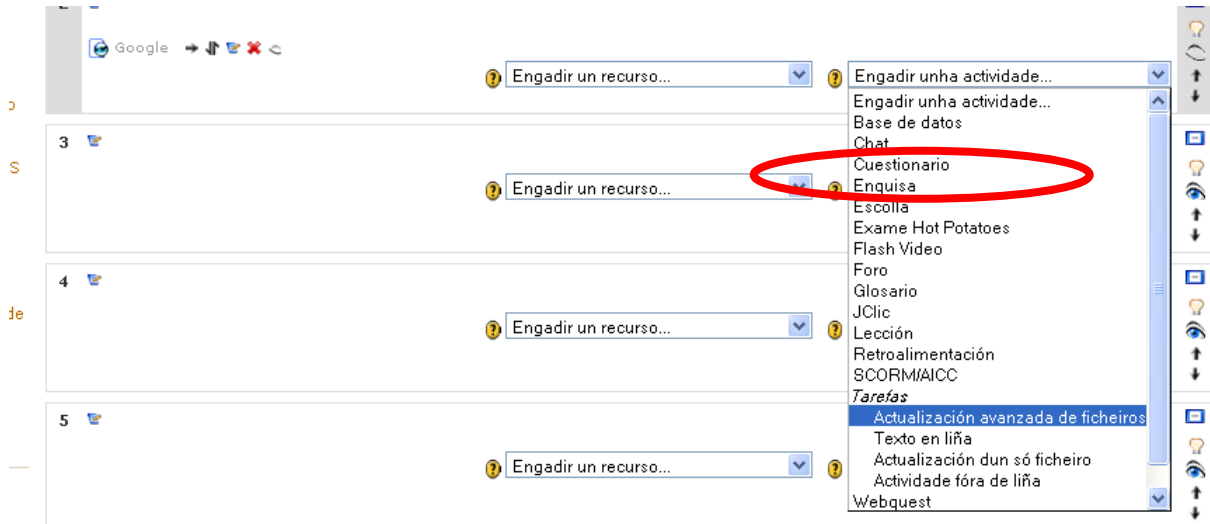 Google
Engadir un recurso...
Engadir unha actividade...
Engadir unha actividade...
Base de datos
Chat
3
Cuestionario
S
Engadir un recurso...
Enquisa
Escolla
Exame Hot Potatoes
Flash Video
Foro
4
Glosario
de
JClic
Engadir un recurso...
Lección
Retroalimentación
SCORM/AICC
Tarefas
5
Actualización avanzada de ficheiros
Texto en liña
Actualización dun só ficheiro
Engadir un recurso...
Actividade fóra de liña
Webquest